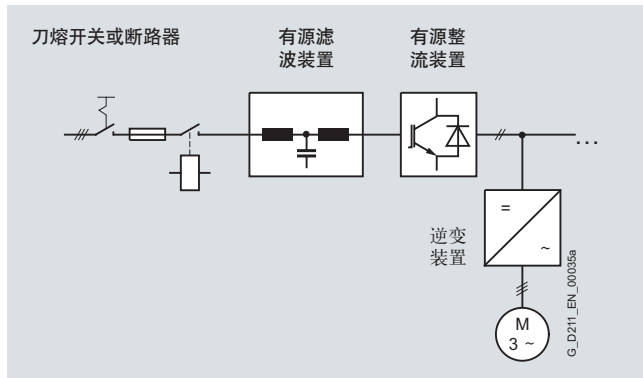 刀熔开关或断路器
有源滤
波装置
有源整
流装置
...
=
~
逆变
装置
M
3 ~
G_D211_EN_00035a